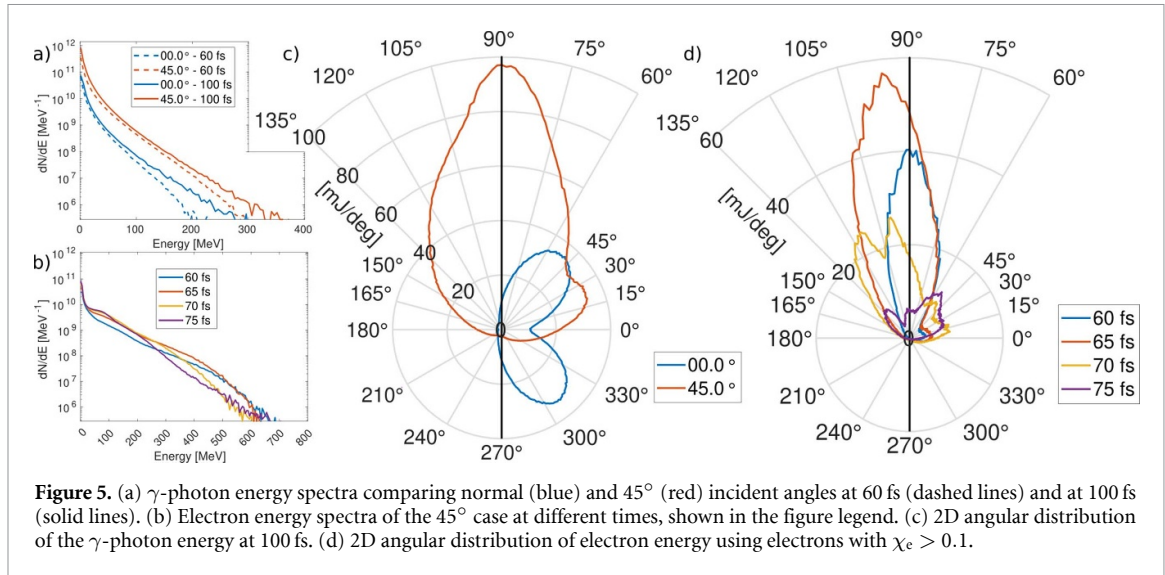 a)
10^12
10^11
10^10
10^9
10^8
10^7
10^6
dN/dE [MeV^-1]
00.0° - 60 fs
45.0° - 60 fs
00.0° - 100 fs
45.0° - 100 fs
0 100 200 300 400
Energy [MeV]
b)
10^12
10^11
10^10
10^9
10^8
10^7
10^6
dN/dE [MeV^-1]
60 fs
65 fs
70 fs
75 fs
0 100 200 300 400 500 600 700 800
Energy [MeV]
c)
90°
105° 75°
120° 60°
135°
100
80
60
40
20
0
[mJ/deg]
150° 45°
30°
165° 15°
180° 0°
210° 330°
240° 300°
270°
00.0 °
45.0 °
d)
90°
105° 75°
120° 60°
135°
60
40
20
0
[mJ/deg]
150° 45°
30°
165° 15°
180° 0°
210° 330°
240° 300°
270°
60 fs
65 fs
70 fs
75 fs
Figure 5. (a) γ-photon energy spectra comparing normal (blue) and 45° (red) incident angles at 60 fs (dashed lines) and at 100 fs
(solid lines). (b) Electron energy spectra of the 45° case at different times, shown in the figure legend. (c) 2D angular distribution
of the γ-photon energy at 100 fs. (d) 2D angular distribution of electron energy using electrons with χe > 0.1.